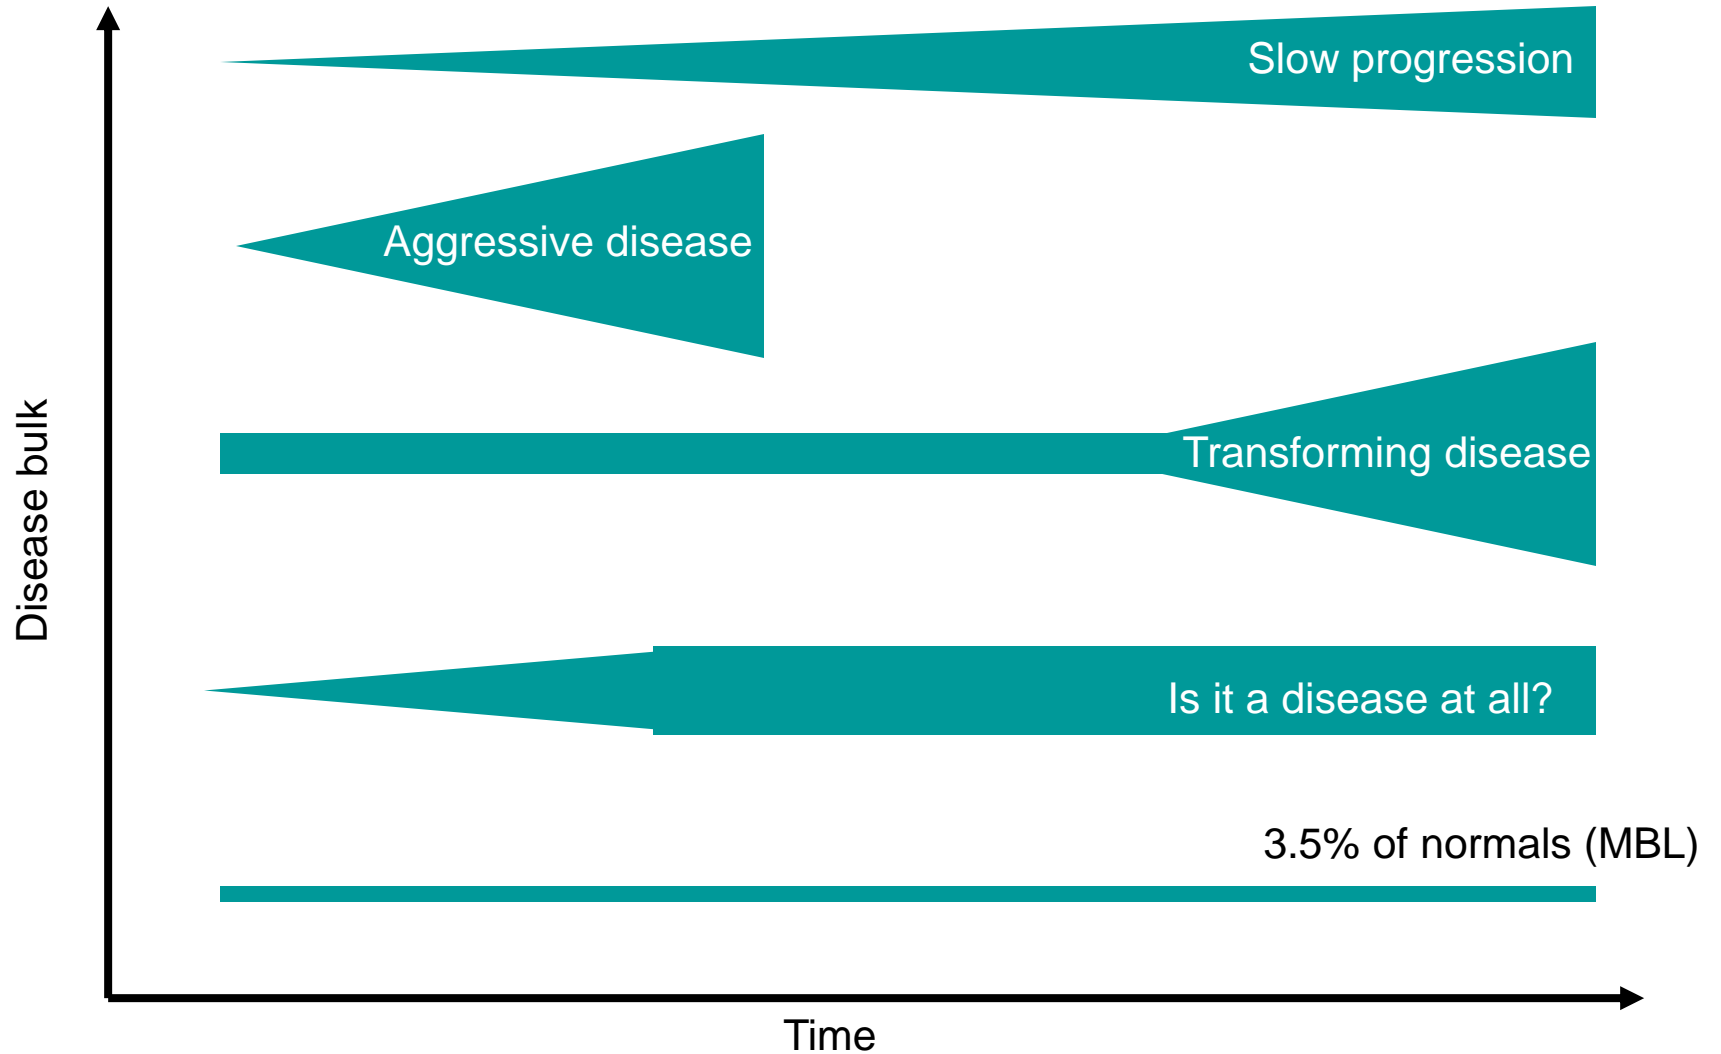 Slow progression
Aggressive disease
Disease bulk
Transforming disease
Is it a disease at all?
3.5% of normals (MBL)
Time